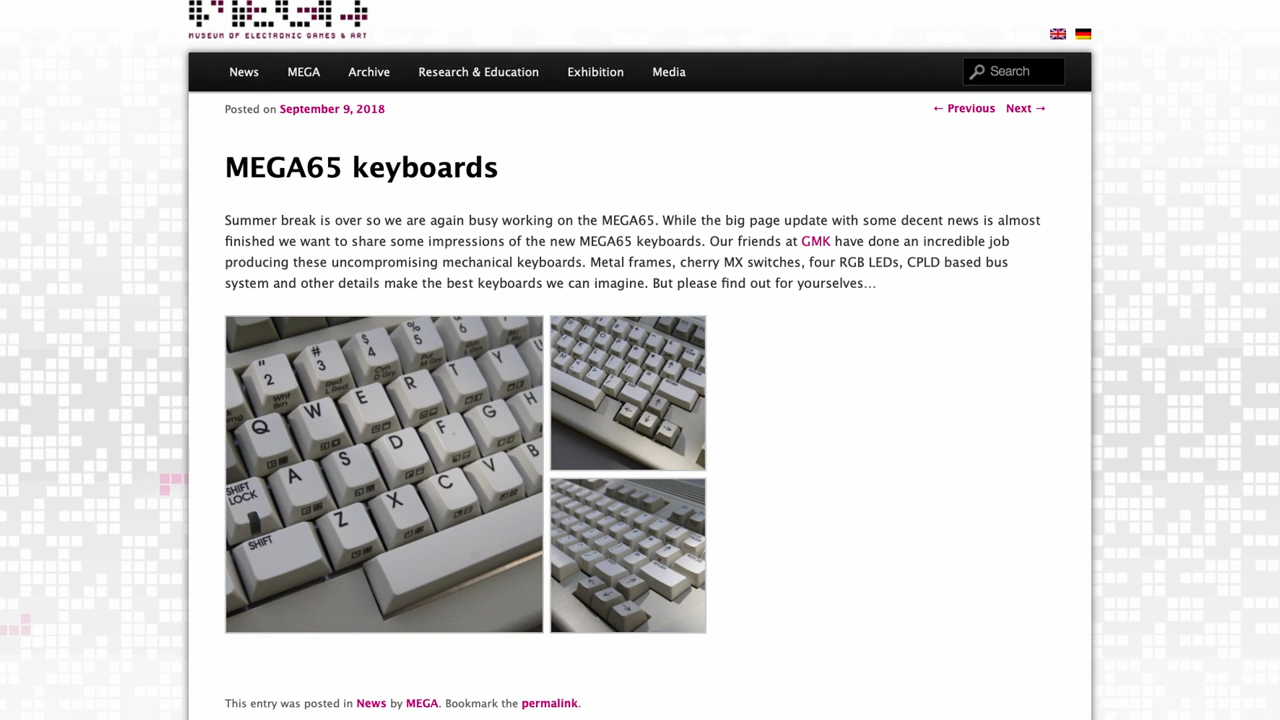 MUSEUM OF ELECTRONIC GAMES & ART
News MEGA Archive Research & Education Exhibition Media Search
Posted on September 9, 2018 ← Previous Next →
MEGA65 keyboards
Summer break is over so we are again busy working on the MEGA65. While the big page update with some decent news is almost
finished we want to share some impressions of the new MEGA65 keyboards. Our friends at GMK have done an incredible job
producing these uncompromising mechanical keyboards. Metal frames, cherry MX switches, four RGB LEDs, CPLD based bus
system and other details make the best keyboards we can imagine. But please find out for yourselves…
" # $ % &
2 3 4 5 6
Q W E R T Y U
A S D F G H
SHIFT LOCK
Z X C V B
SHIFT
This entry was posted in News by MEGA. Bookmark the permalink.